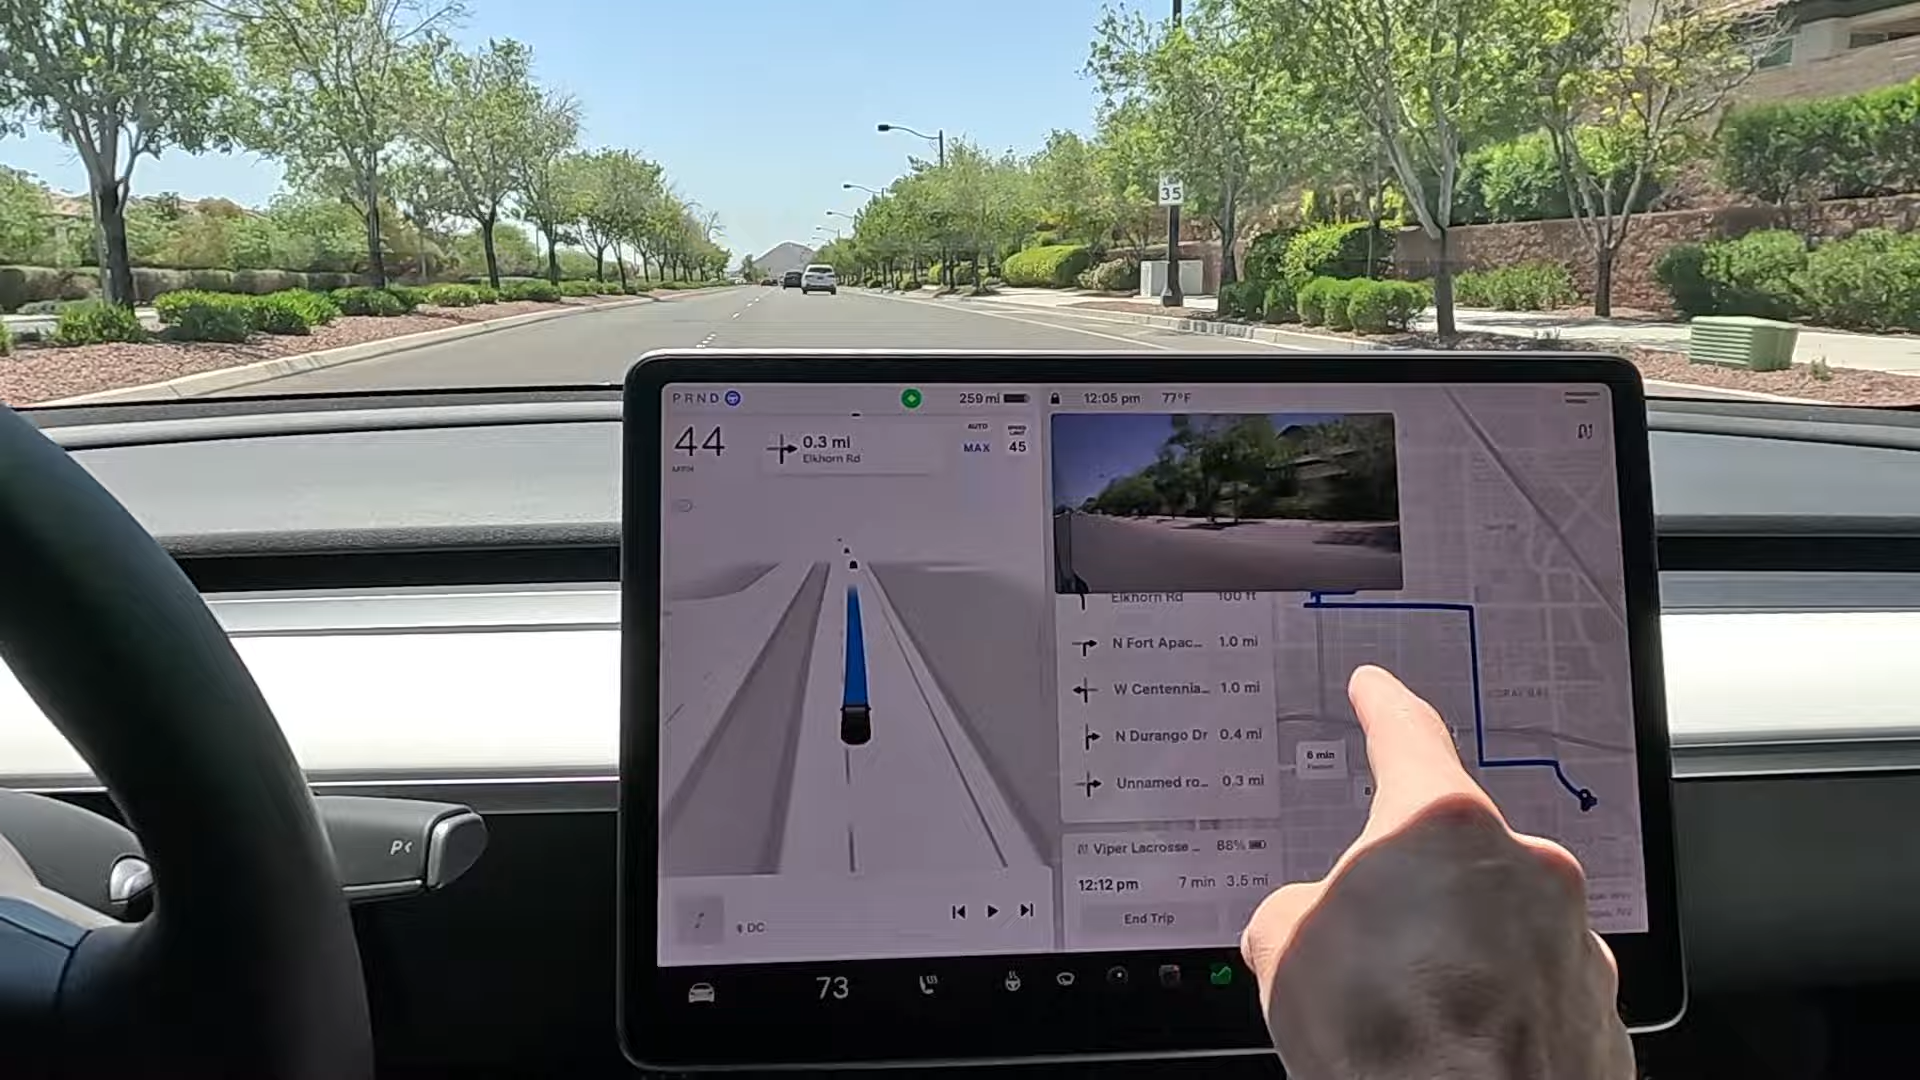 35
PRND
259 mi
12:05 pm
77°F
44
MPH
0.3 mi
Elkhorn Rd
AUTO
MAX
SPEED
LIMIT
45
Elkhorn Rd 100 ft
N Fort Apac... 1.0 mi
W Centennia... 1.0 mi
N Durango Dr 0.4 mi
Unnamed ro... 0.3 mi
6 min
Viper Lacrosse ... 88%
12:12 pm 7 min 3.5 mi
End Trip
DC
P<
73